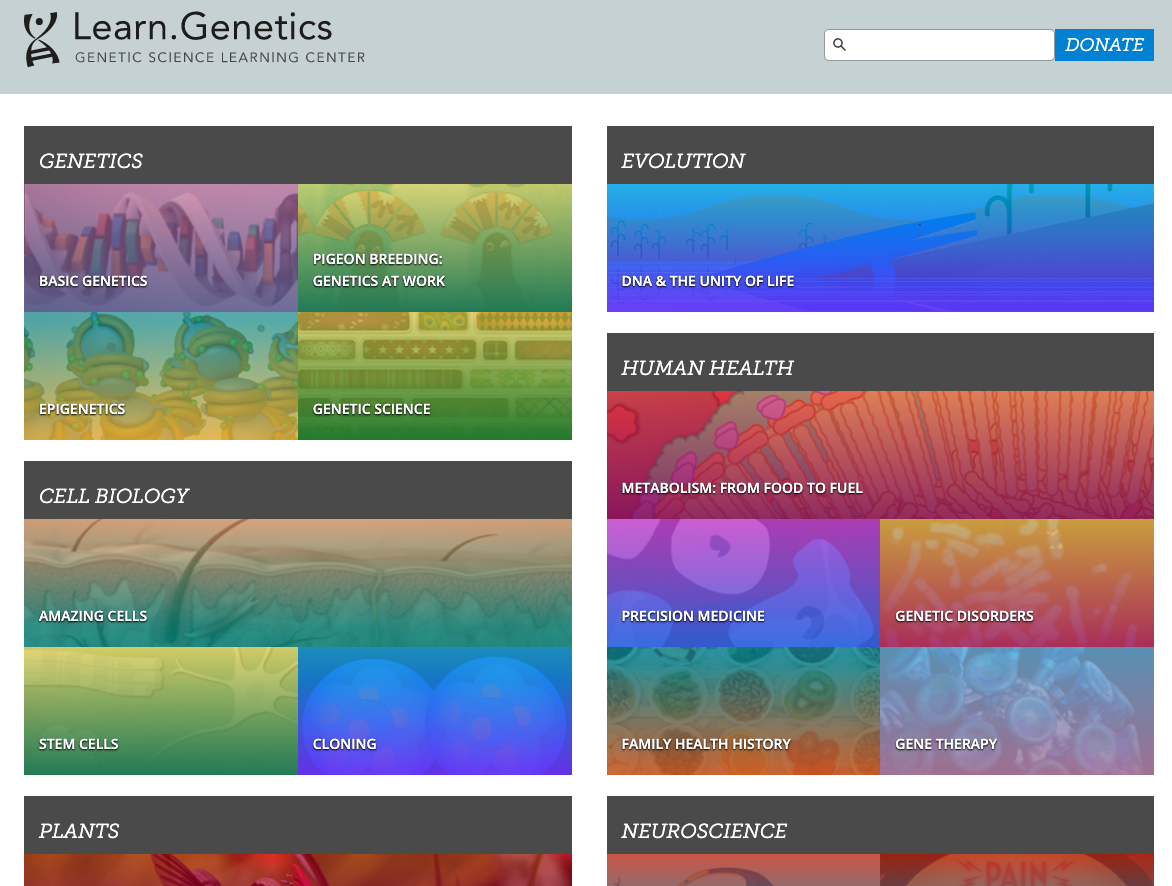 Learn.Genetics
GENETIC SCIENCE LEARNING CENTER
DONATE
GENETICS
BASIC GENETICS
PIGEON BREEDING:
GENETICS AT WORK
EPIGENETICS
GENETIC SCIENCE
CELL BIOLOGY
AMAZING CELLS
STEM CELLS
CLONING
PLANTS
EVOLUTION
DNA & THE UNITY OF LIFE
HUMAN HEALTH
METABOLISM: FROM FOOD TO FUEL
PRECISION MEDICINE
GENETIC DISORDERS
FAMILY HEALTH HISTORY
GENE THERAPY
NEUROSCIENCE
PAIN